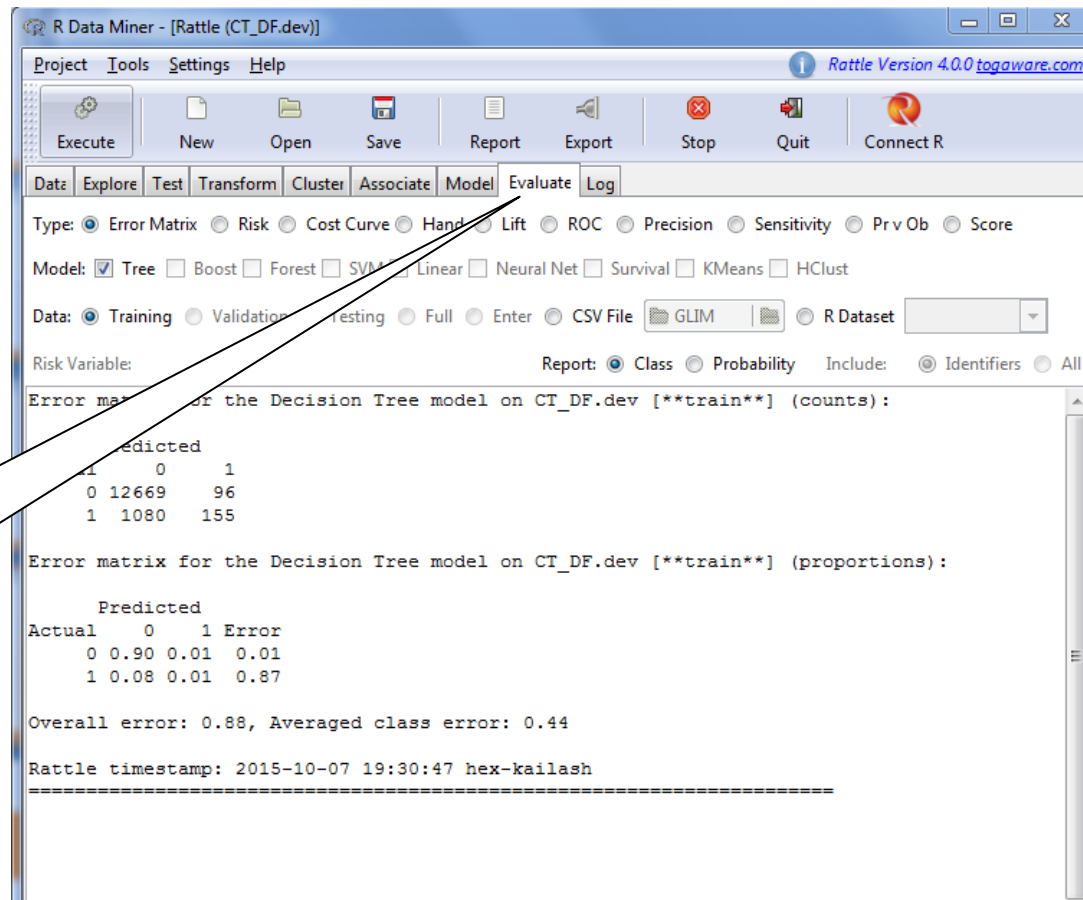 R Data Miner - [Rattle (CT_DF.dev)]
Project Tools Settings Help Rattle Version 4.0.0 togaware.com
Execute New Open Save Report Export Stop Quit Connect R
Data Explore Test Transform Cluster Associate Model Evaluate Log
Type: Error Matrix Risk Cost Curve Hand Lift ROC Precision Sensitivity Pr v Ob Score
Model: Tree Boost Forest SVM Linear Neural Net Survival KMeans HClust
Data: Training Validation Testing Full Enter CSV File GLIM R Dataset
Risk Variable: Report: Class Probability Include: Identifiers All
Error for the Decision Tree model on CT_DF.dev [**train**] (counts):
Predicted
0 1
0 12669 96
1 1080 155
Error matrix for the Decision Tree model on CT_DF.dev [**train**] (proportions):
Predicted
Actual 0 1 Error
0 0.90 0.01 0.01
1 0.08 0.01 0.87
Overall error: 0.88, Averaged class error: 0.44
Rattle timestamp: 2015-10-07 19:30:47 hex-kailash
======================================================================